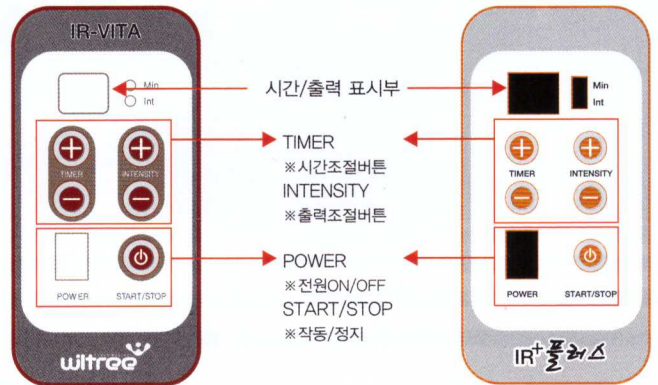 IR-VITA
Min
Int
TIMER
INTENSITY
POWER
START/STOP
wiltree
시간/출력 표시부
TIMER
※시간조절버튼
INTENSITY
※출력조절버튼
POWER
※전원ON/OFF
START/STOP
※작동/정지
Min
Int
TIMER
INTENSITY
POWER
START/STOP
IR+플러스